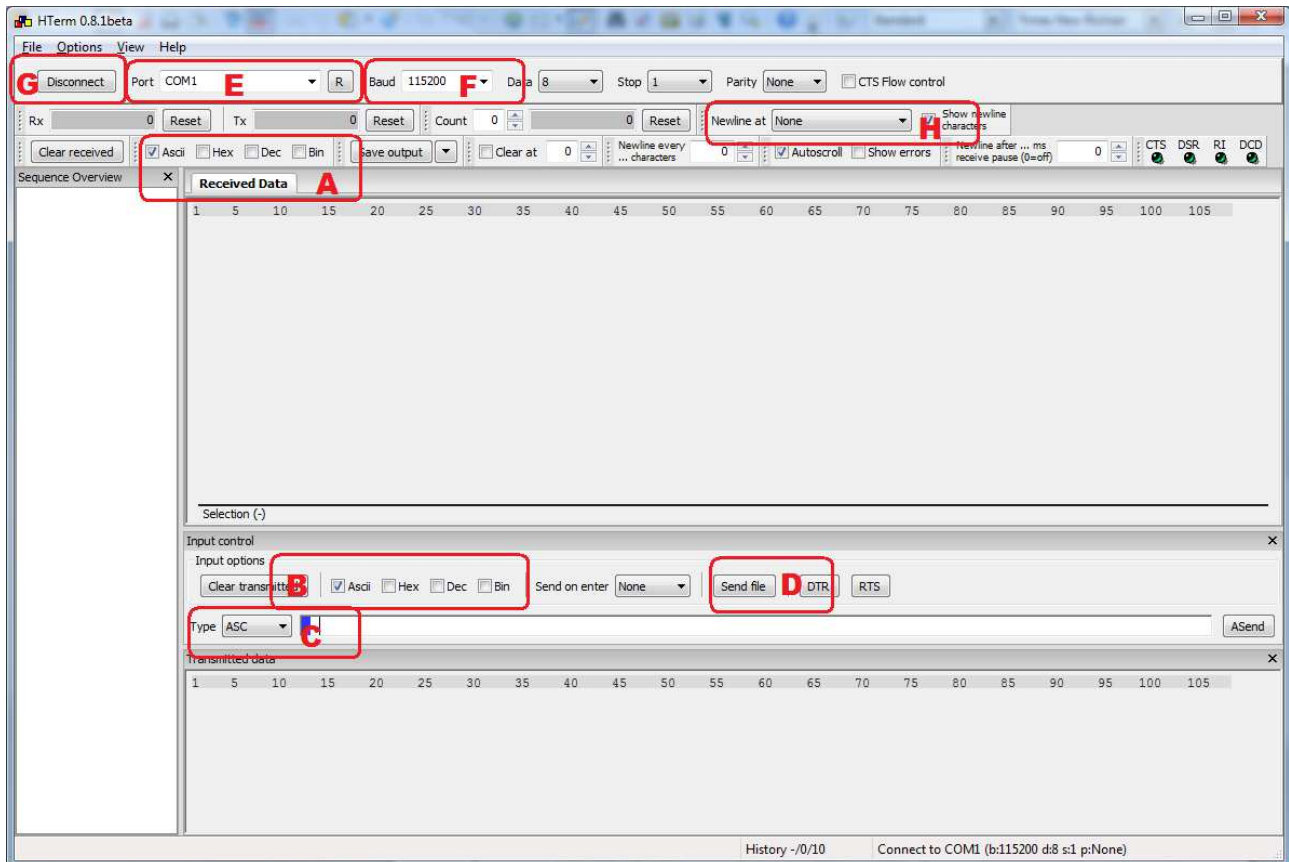 HTerm 0.8.1beta
File Options View Help
G Disconnect Port COM1 E R Baud 115200 F Data 8 Stop 1 Parity None CTS Flow control
Rx 0 Reset Tx 0 Reset Count 0 0 Reset Newline at None H Show newline characters
Clear received Ascii Hex Dec Bin Save output Clear at 0 Newline every ... characters 0 Autoscroll Show errors Newline after ... ms receive pause (0=off) 0 CTS DSR RI DCD
Sequence Overview x Received Data A
1 5 10 15 20 25 30 35 40 45 50 55 60 65 70 75 80 85 90 95 100 105
Selection (-)
Input control x
Input options
Clear transmitted B Ascii Hex Dec Bin Send on enter None Send file D DTR RTS
Type ASC C ASend
Transmitted data x
1 5 10 15 20 25 30 35 40 45 50 55 60 65 70 75 80 85 90 95 100 105
History -/0/10 Connect to COM1 (b:115200 d:8 s:1 p:None)